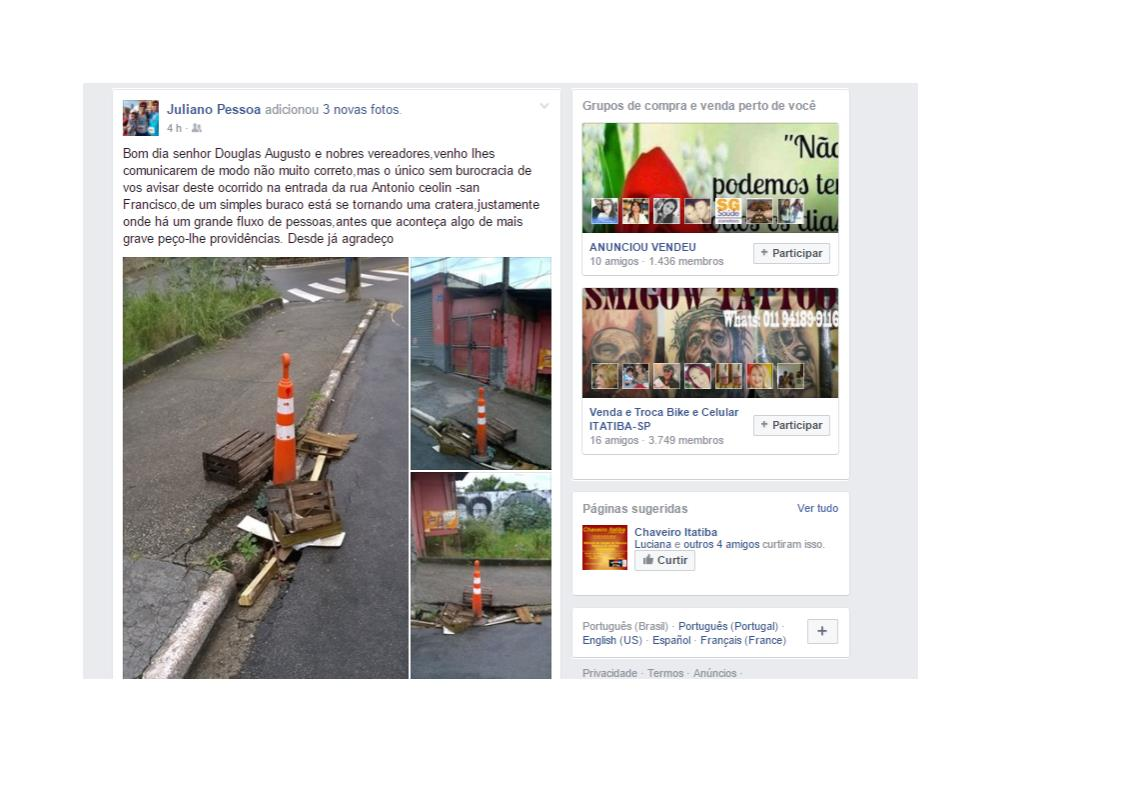 Juliano Pessoa adicionou 3 novas fotos.
4 h ·
Bom dia senhor Douglas Augusto e nobres vereadores,venho lhes
comunicarem de modo não muito correto,mas o único sem burocracia de
vos avisar deste ocorrido na entrada da rua Antonio ceolin -san
Francisco,de um simples buraco está se tornando uma cratera,justamente
onde há um grande fluxo de pessoas,antes que aconteça algo de mais
grave peço-lhe providências. Desde já agradeço
Grupos de compra e venda perto de você
"Não
podemos ter
os dias
SG
Saúde
ANUNCIOU VENDEU
10 amigos · 1.436 membros
+ Participar
SMIGOW TATTOO
Whats: 011 94189-9116
Venda e Troca Bike e Celular
ITATIBA-SP
16 amigos · 3.749 membros
+ Participar
Páginas sugeridas
Ver tudo
Chaveiro Itatiba
Chaveiro Itatiba
Luciana e outros 4 amigos curtiram isso.
Curtir
Português (Brasil) · Português (Portugal) ·
English (US) · Español · Français (France)
+
Privacidade · Termos · Anúncios ·